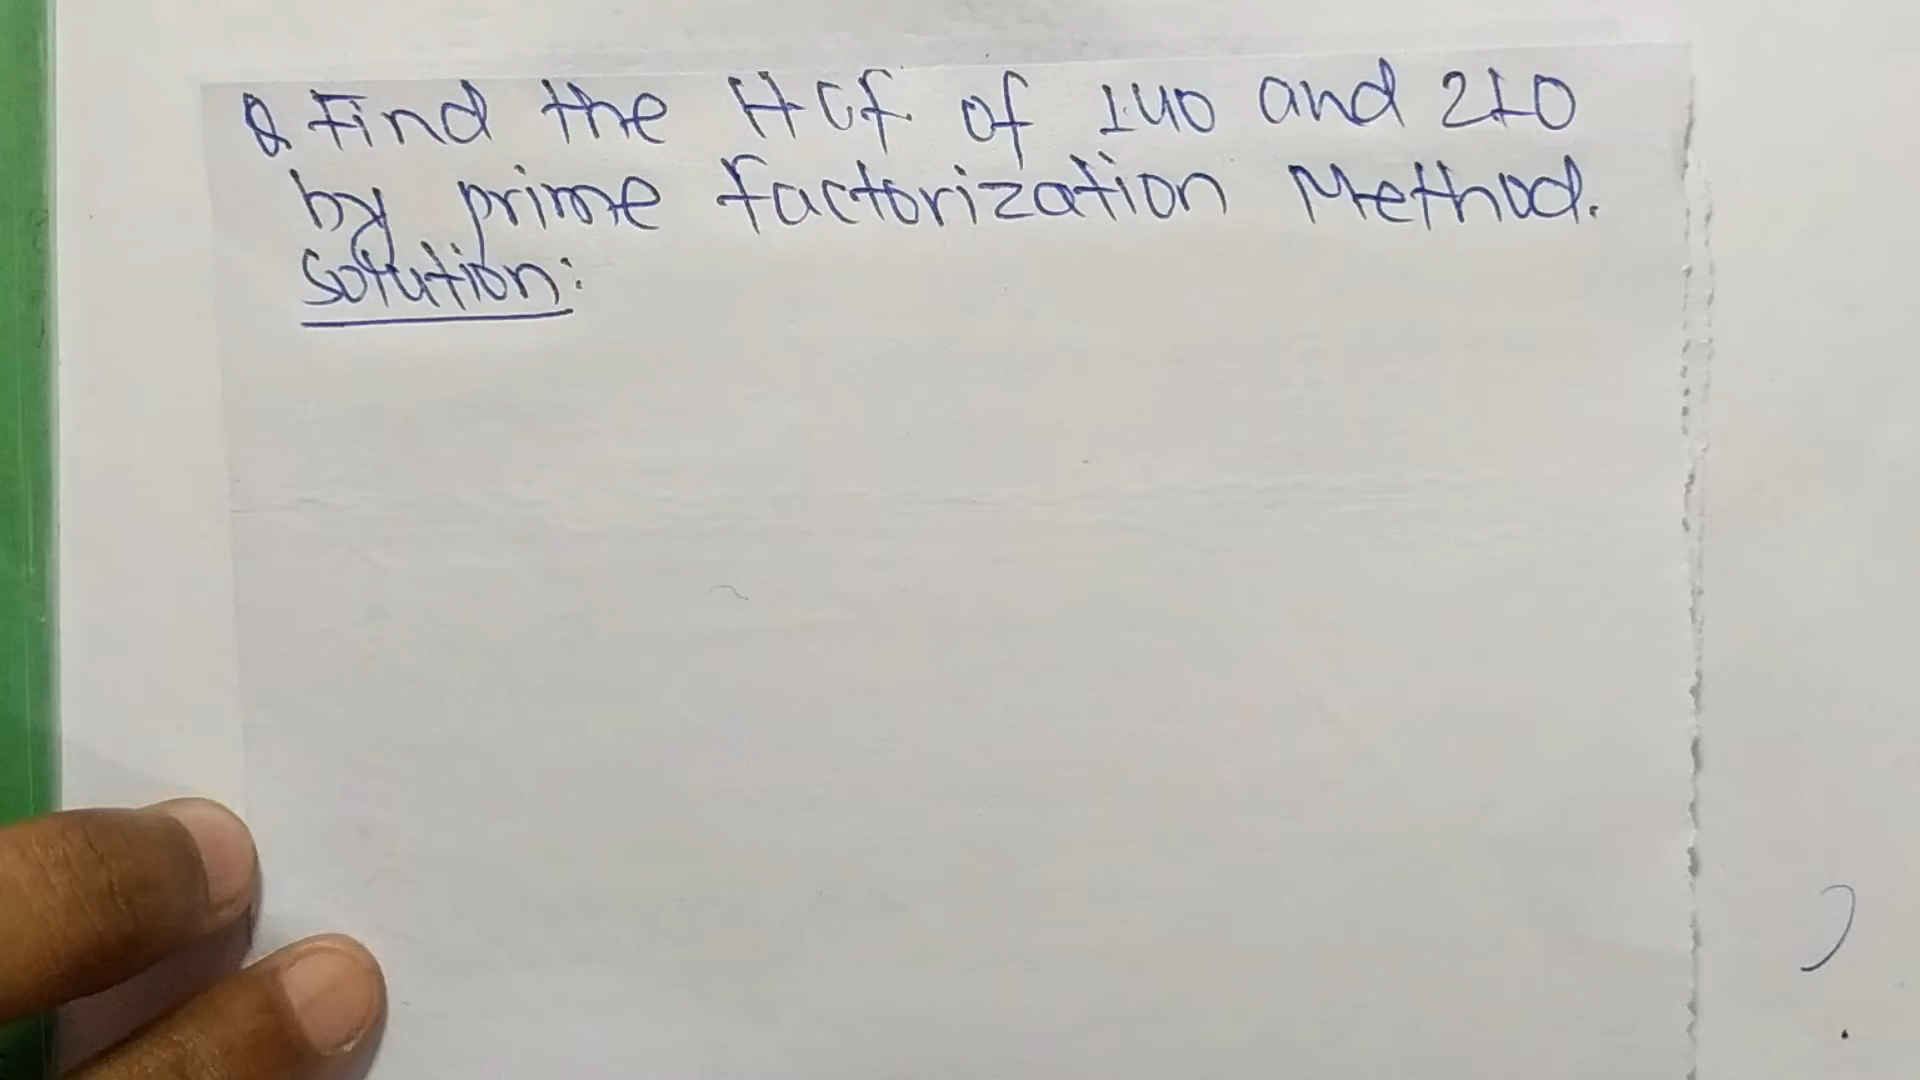 Q Find the HCF of 140 and 210
by prime factorization Method.
Solution: